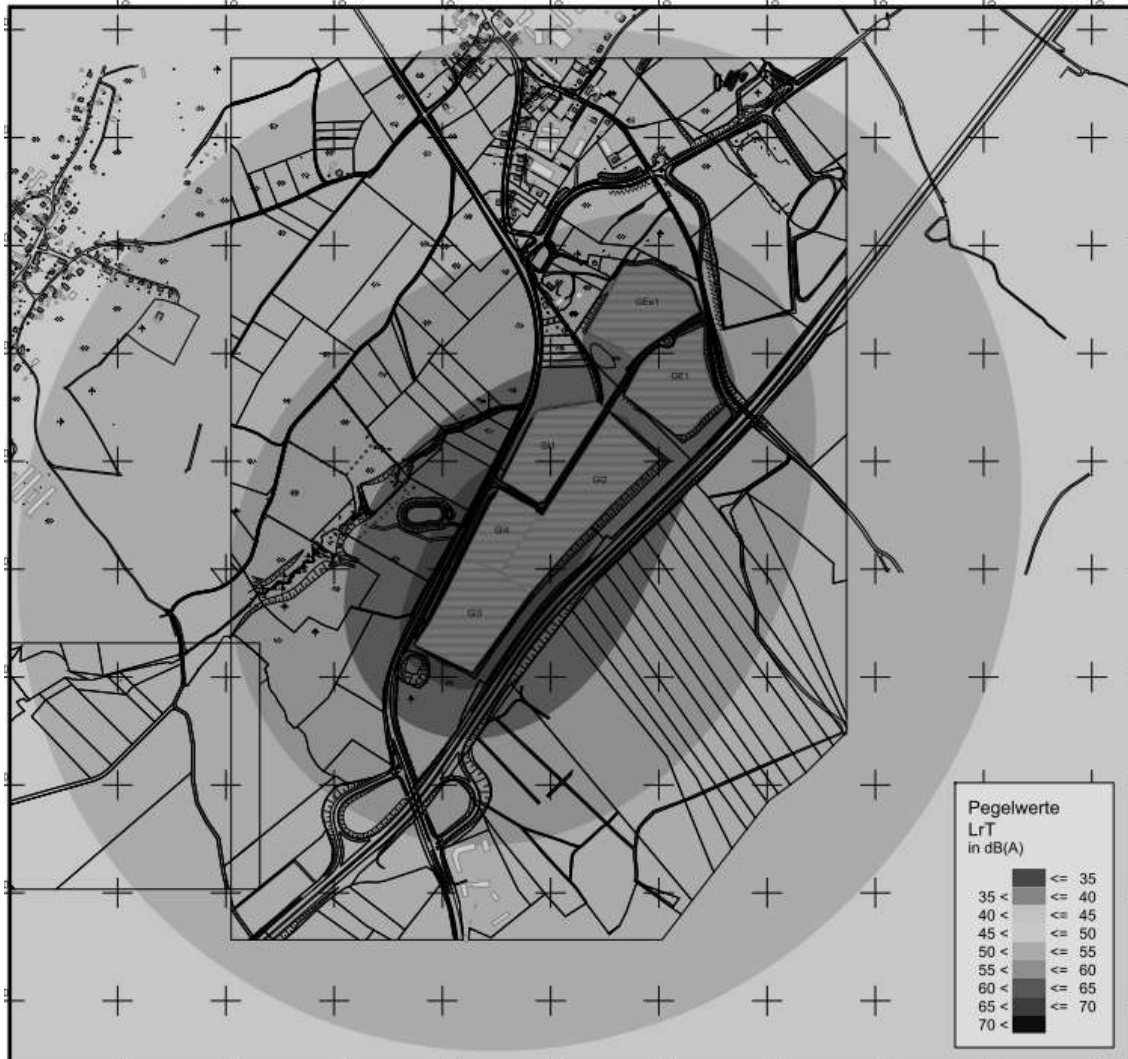 GEe1
GE1
GI1
GI2
GI4
GI3
Pegelwerte
LrT
in dB(A)
<= 35
35 < <= 40
40 < <= 45
45 < <= 50
50 < <= 55
55 < <= 60
60 < <= 65
65 < <= 70
70 <